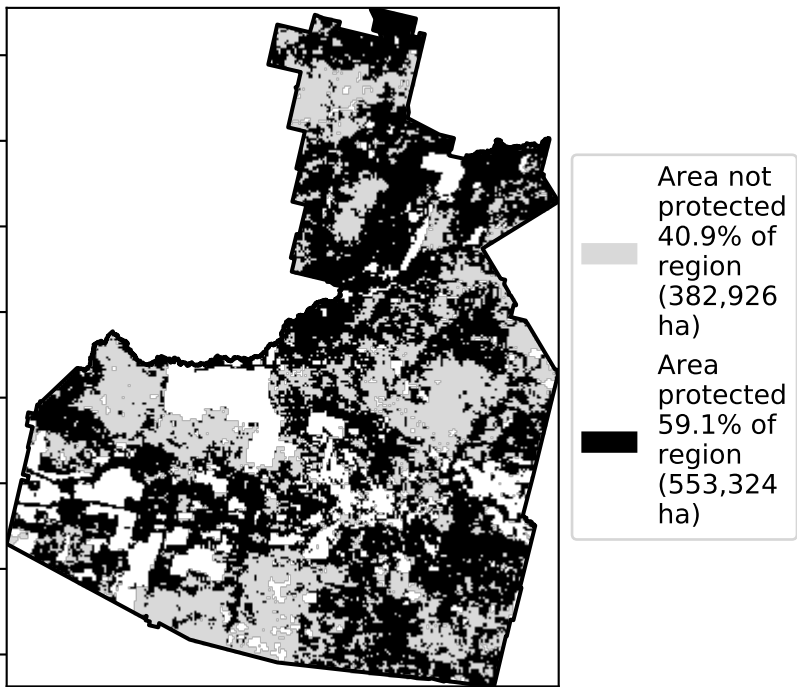 Area not
protected
40.9% of
region
(382,926
ha)
Area
protected
59.1% of
region
(553,324
ha)